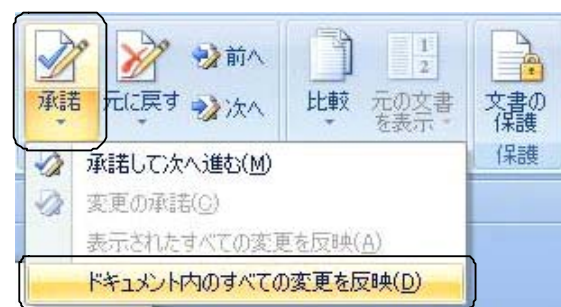 承諾
元に戻す
前へ
次へ
比較
1
2
元の文書
を表示
文書の
保護
保護
承諾して次へ進む(M)
変更の承諾(C)
表示されたすべての変更を反映(A)
ドキュメント内のすべての変更を反映(D)